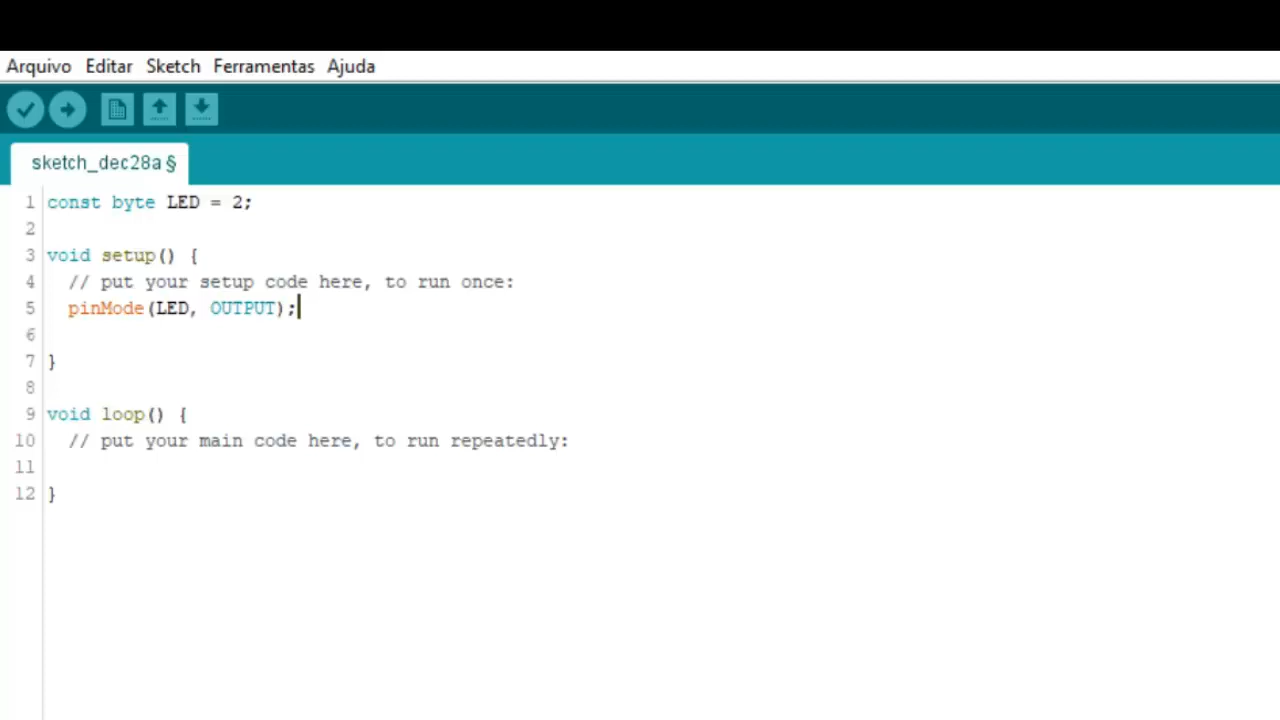 Arquivo Editar Sketch Ferramentas Ajuda
sketch_dec28a §
1 const byte LED = 2;
2
3 void setup() {
4   // put your setup code here, to run once:
5   pinMode(LED, OUTPUT);
6
7 }
8
9 void loop() {
10   // put your main code here, to run repeatedly:
11
12 }